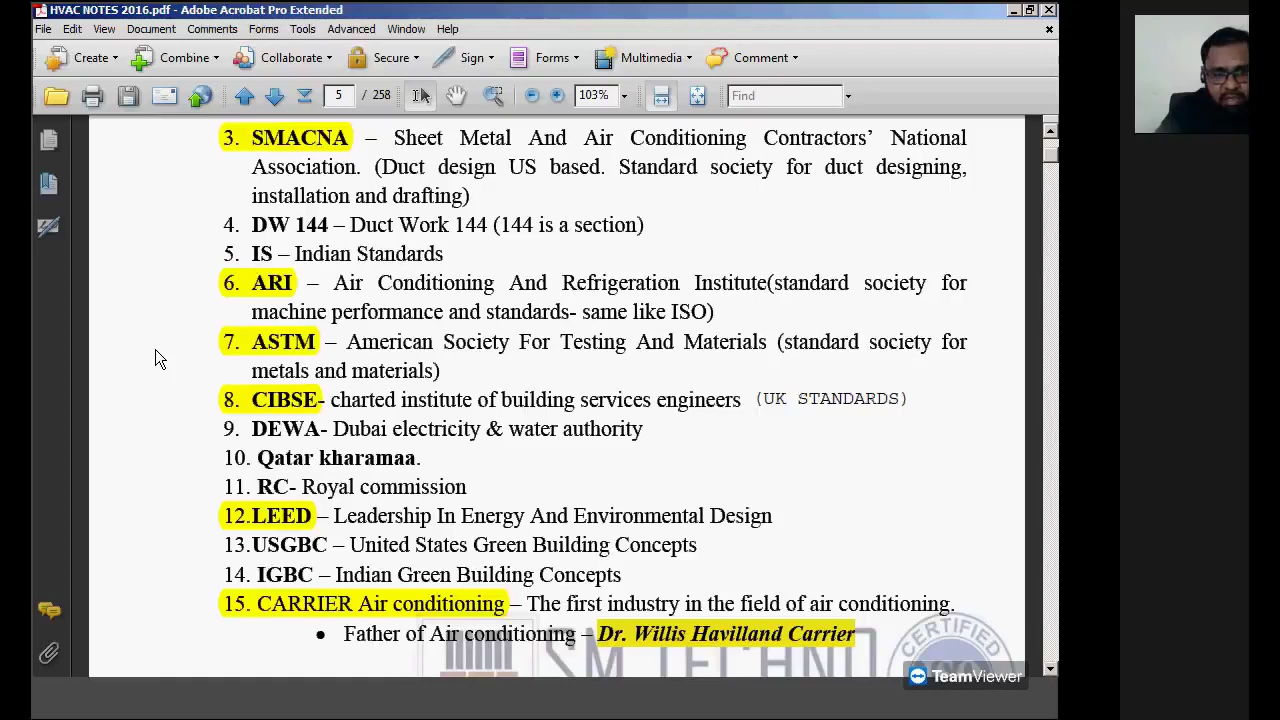 HVAC NOTES 2016.pdf - Adobe Acrobat Pro Extended
File Edit View Document Comments Forms Tools Advanced Window Help
Create Combine Collaborate Secure Sign Forms Multimedia Comment
5 / 258 103% Find
3. SMACNA – Sheet Metal And Air Conditioning Contractors’ National
Association. (Duct design US based. Standard society for duct designing,
installation and drafting)
4. DW 144 – Duct Work 144 (144 is a section)
5. IS – Indian Standards
6. ARI – Air Conditioning And Refrigeration Institute(standard society for
machine performance and standards- same like ISO)
7. ASTM – American Society For Testing And Materials (standard society for
metals and materials)
8. CIBSE- charted institute of building services engineers (UK STANDARDS)
9. DEWA- Dubai electricity & water authority
10. Qatar kharamaa.
11. RC- Royal commission
12.LEED – Leadership In Energy And Environmental Design
13.USGBC – United States Green Building Concepts
14. IGBC – Indian Green Building Concepts
15. CARRIER Air conditioning – The first industry in the field of air conditioning.
• Father of Air conditioning – Dr. Willis Havilland Carrier
SM TECHNO CERTIFIED
TeamViewer